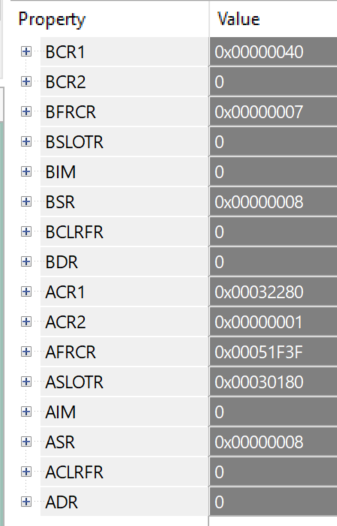 Property Value
BCR1 0x00000040
BCR2 0
BFRCR 0x00000007
BSLOTR 0
BIM 0
BSR 0x00000008
BCLRFR 0
BDR 0
ACR1 0x00032280
ACR2 0x00000001
AFRCR 0x00051F3F
ASLOTR 0x00030180
AIM 0
ASR 0x00000008
ACLRFR 0
ADR 0